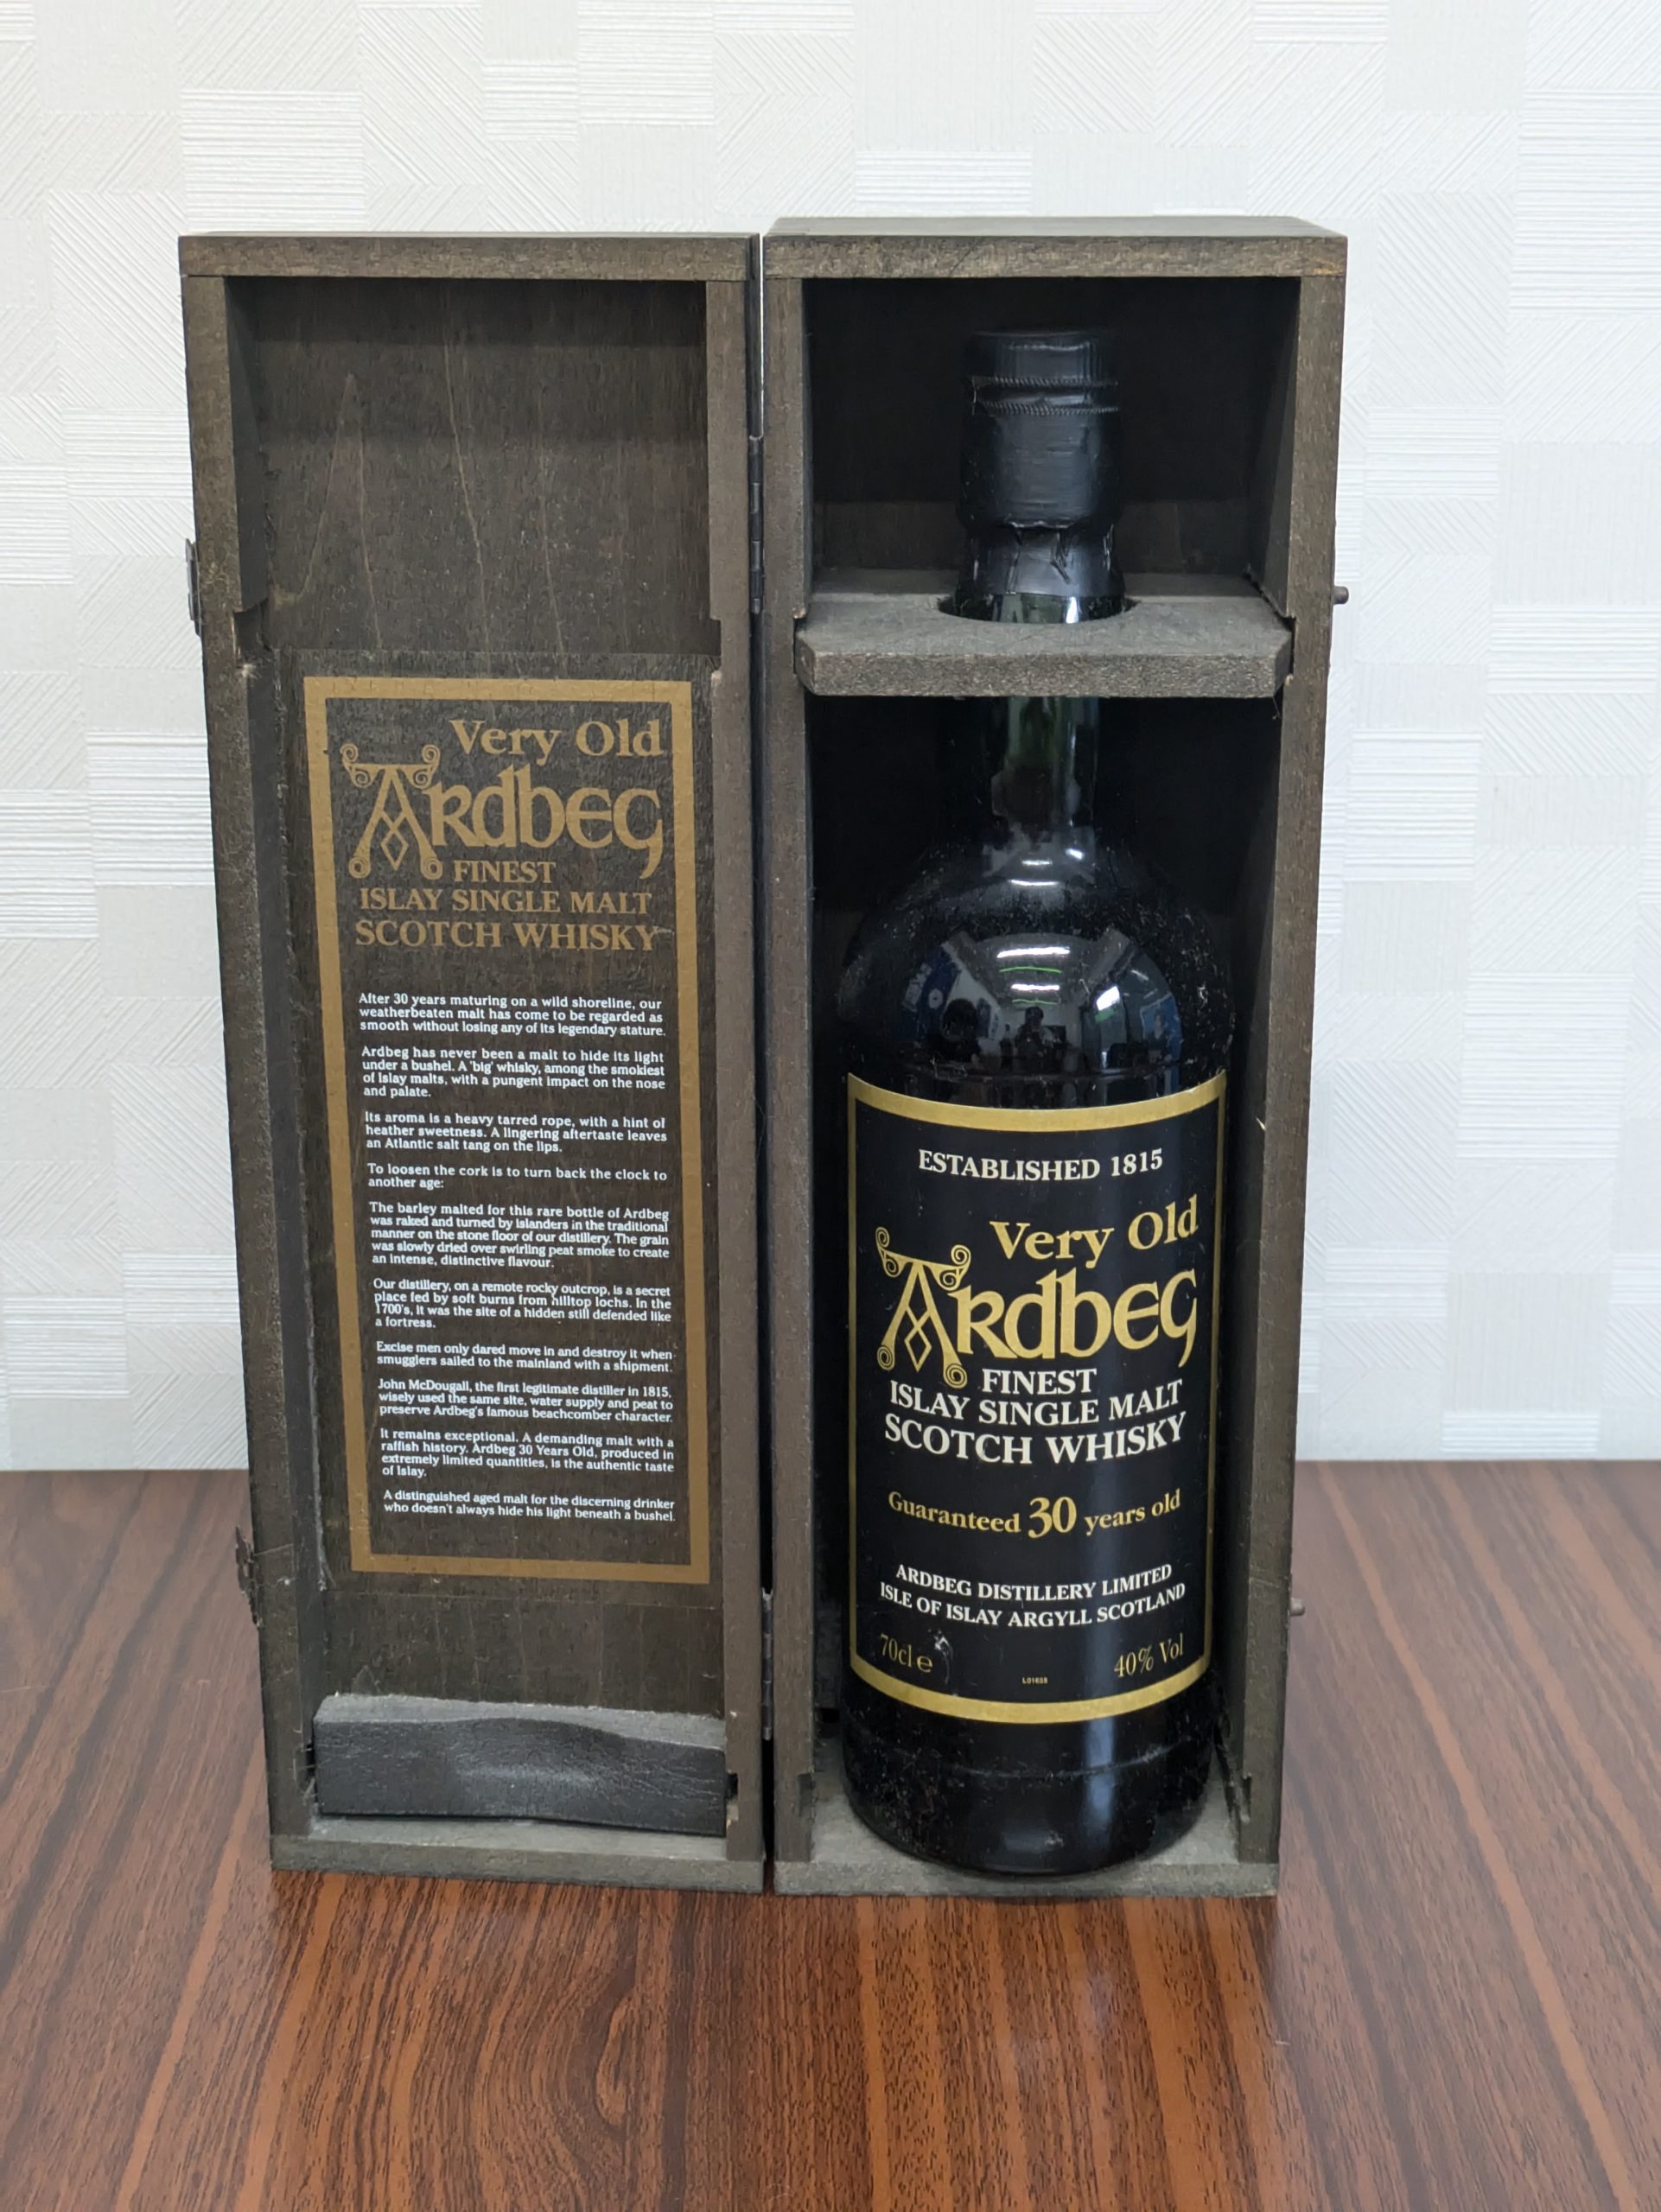 Very Old
Ardbeg
FINEST
ISLAY SINGLE MALT
SCOTCH WHISKY
After 30 years maturing on a wild shoreline, our
weatherbeaten malt has come to be regarded as
smooth without losing any of its legendary stature.
Ardbeg has never been a malt to hide its light
under a bushel. A 'big' whisky, among the smokiest
of Islay malts, with a pungent impact on the nose
and palate.
Its aroma is a heavy tarred rope, with a hint of
heather sweetness. A lingering aftertaste leaves
an Atlantic salt tang on the lips.
To loosen the cork is to turn back the clock to
another age:
The barley malted for this rare bottle of Ardbeg
was raked and turned by islanders in the traditional
manner on the stone floor of our distillery. The grain
was slowly dried over swirling peat smoke to create
an intense, distinctive flavour.
Our distillery, on a remote rocky outcrop, is a secret
place fed by soft burns from hilltop lochs. In the
1700's, it was the site of a hidden still defended like
a fortress.
Excise men only dared move in and destroy it when
smugglers sailed to the mainland with a shipment.
John McDougall, the first legitimate distiller in 1815,
wisely used the same site, water supply and peat to
preserve Ardbeg's famous beachcomber character.
It remains exceptional. A demanding malt with a
raffish history. Ardbeg 30 Years Old, produced in
extremely limited quantities, is the authentic taste
of Islay.
A distinguished aged malt for the discerning drinker
who doesn't always hide his light beneath a bushel.
ESTABLISHED 1815
Very Old
Ardbeg
FINEST
ISLAY SINGLE MALT
SCOTCH WHISKY
Guaranteed 30 years old
ARDBEG DISTILLERY LIMITED
ISLE OF ISLAY ARGYLL SCOTLAND
70cl e 40% Vol